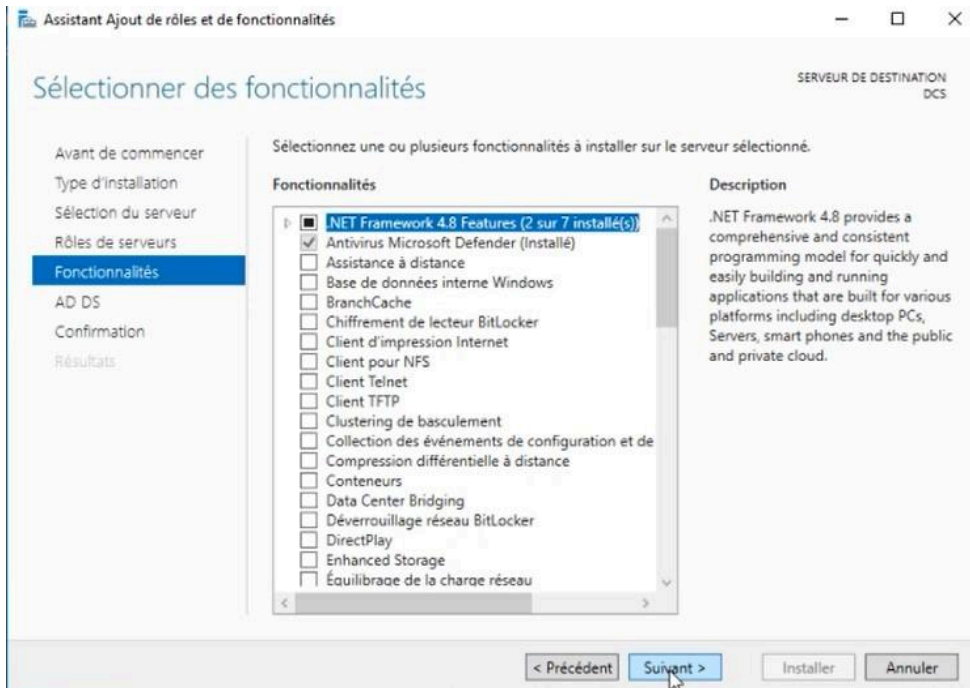 Assistant Ajout de rôles et de fonctionnalités
Sélectionner des fonctionnalités
SERVEUR DE DESTINATION
DCS
Avant de commencer
Type d'installation
Sélection du serveur
Rôles de serveurs
Fonctionnalités
AD DS
Confirmation
Résultats
Sélectionnez une ou plusieurs fonctionnalités à installer sur le serveur sélectionné.
Fonctionnalités
.NET Framework 4.8 Features (2 sur 7 installé(s))
Antivirus Microsoft Defender (Installé)
Assistance à distance
Base de données interne Windows
BranchCache
Chiffrement de lecteur BitLocker
Client d'impression Internet
Client pour NFS
Client Telnet
Client TFTP
Clustering de basculement
Collection des événements de configuration et de
Compression différentielle à distance
Conteneurs
Data Center Bridging
Déverrouillage réseau BitLocker
DirectPlay
Enhanced Storage
Équilibrage de la charge réseau
Description
.NET Framework 4.8 provides a
comprehensive and consistent
programming model for quickly and
easily building and running
applications that are built for various
platforms including desktop PCs,
Servers, smart phones and the public
and private cloud.
< Précédent
Suivant >
Installer
Annuler